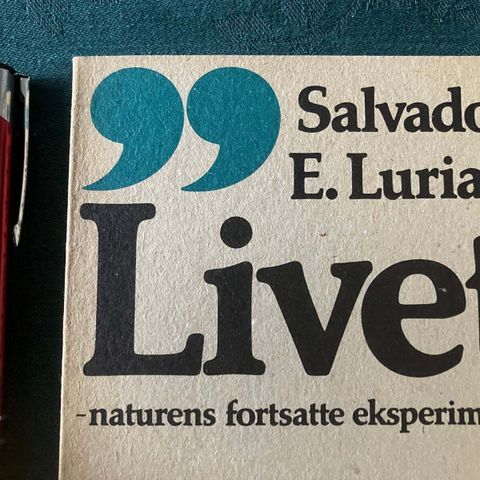 ”
Salvado
E. Luria
Livet
-naturens fortsatte eksperim